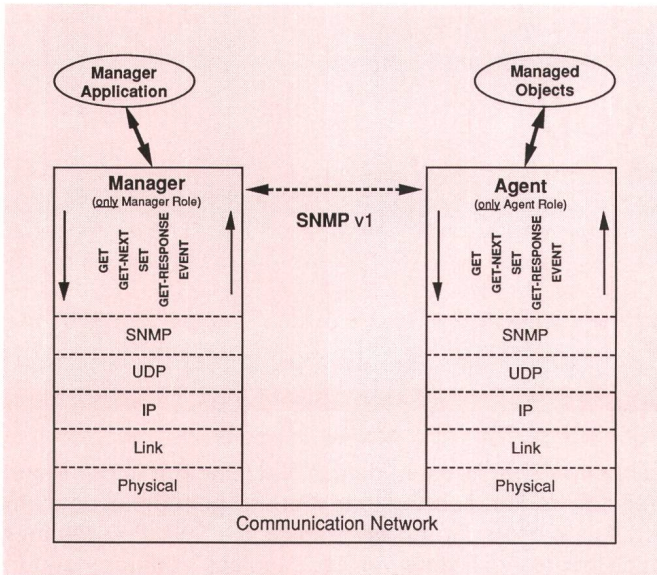 Manager
Application
Managed
Objects
Manager
(only Manager Role)
GET
GET-NEXT
SET
GET-RESPONSE
EVENT
SNMP
UDP
IP
Link
Physical
SNMP v1
Agent
(only Agent Role)
GET
GET-NEXT
SET
GET-RESPONSE
EVENT
SNMP
UDP
IP
Link
Physical
Communication Network